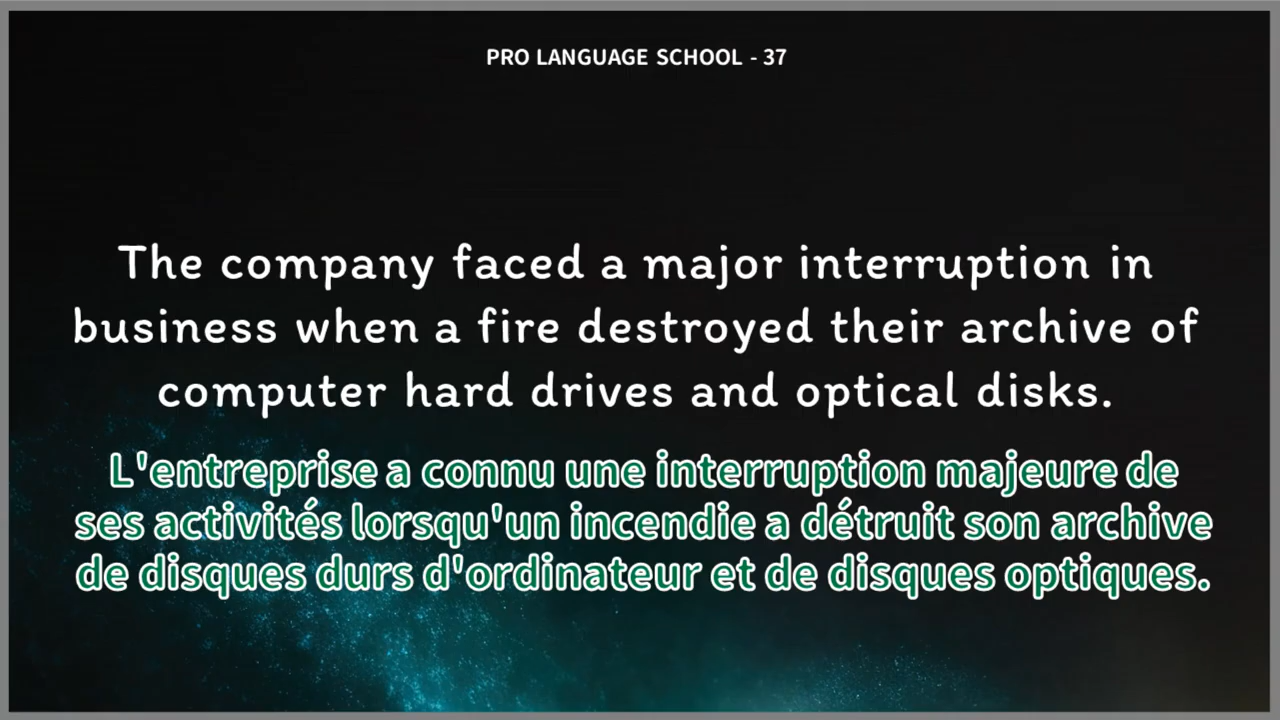 PRO LANGUAGE SCHOOL - 37
The company faced a major interruption in
business when a fire destroyed their archive of
computer hard drives and optical disks.
L'entreprise a connu une interruption majeure de
ses activités lorsqu'un incendie a détruit son archive
de disques durs d'ordinateur et de disques optiques.